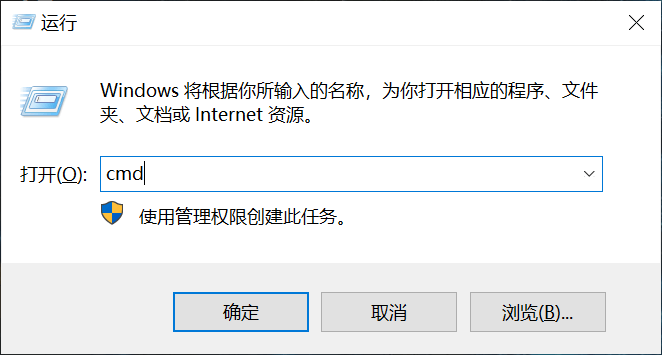 运行
Windows 将根据你所输入的名称，为你打开相应的程序、文件
夹、文档或 Internet 资源。
打开(O): cmd
使用管理权限创建此任务。
确定 取消 浏览(B)...